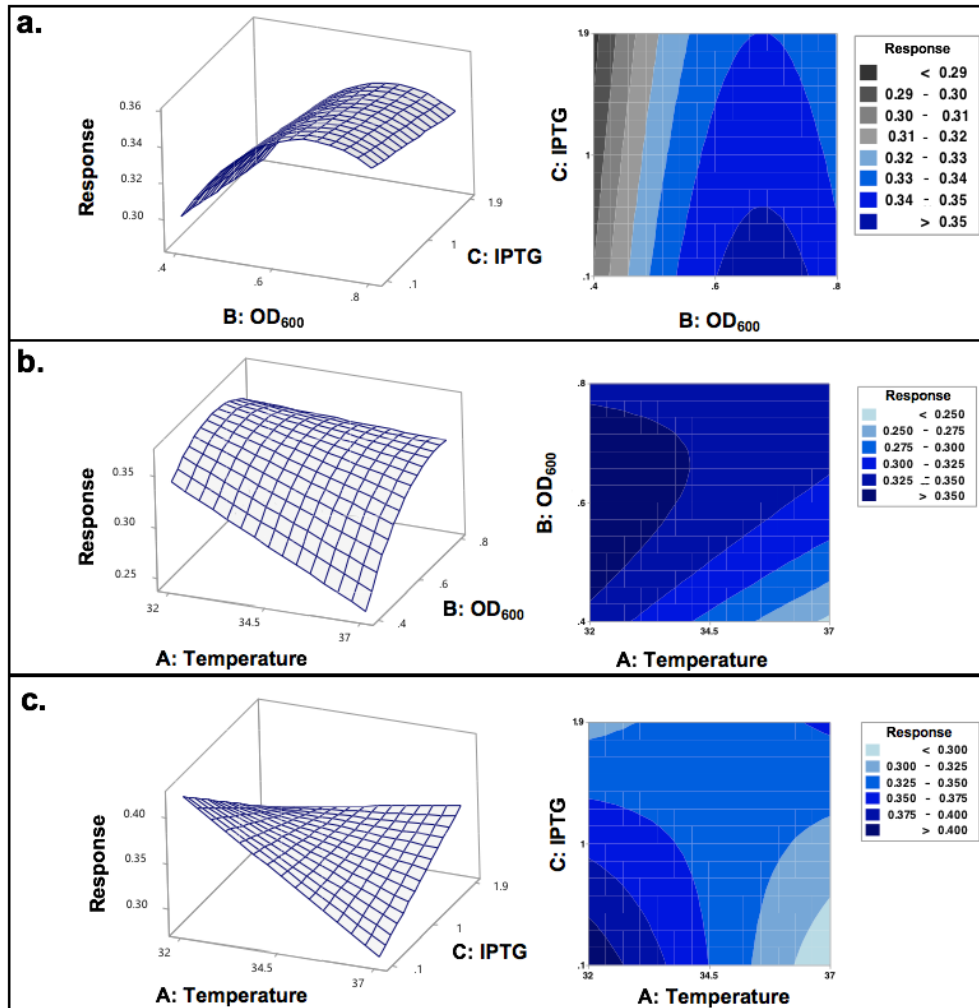 a.
Response
0.36
0.34
0.32
0.30
.4
.6
.8
B: OD600
.1
1
1.9
C: IPTG
C: IPTG
1.9
1
.1
.4
.6
.8
B: OD600
Response
< 0.29
0.29 - 0.30
0.30 - 0.31
0.31 - 0.32
0.32 - 0.33
0.33 - 0.34
0.34 - 0.35
> 0.35
b.
Response
0.35
0.30
0.25
32
34.5
37
A: Temperature
.4
.6
.8
B: OD600
B: OD600
.8
.6
.4
32
34.5
37
A: Temperature
Response
< 0.250
0.250 - 0.275
0.275 - 0.300
0.300 - 0.325
0.325 - 0.350
> 0.350
c.
Response
0.40
0.35
0.30
32
34.5
37
A: Temperature
.1
1
1.9
C: IPTG
C: IPTG
1.9
1
.1
32
34.5
37
A: Temperature
Response
< 0.300
0.300 - 0.325
0.325 - 0.350
0.350 - 0.375
0.375 - 0.400
> 0.400